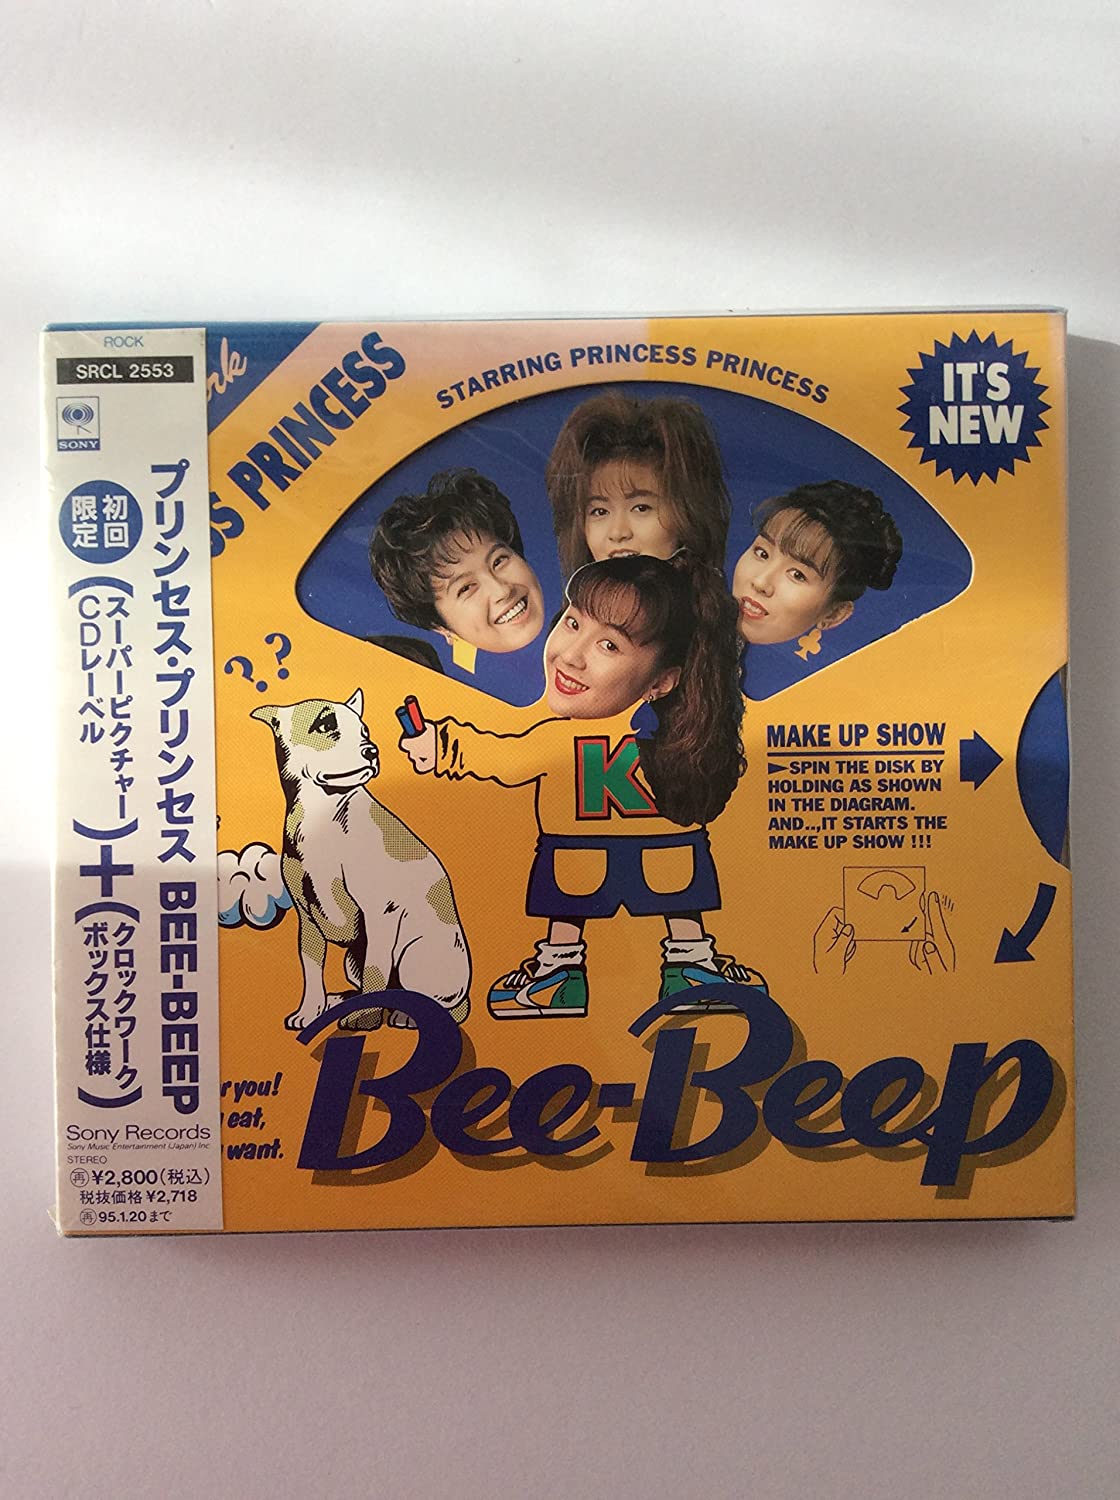 ROCK
SRCL 2553
SONY
初回
限定
プリンセス・プリンセス BEE-BEEP
(スーパーピクチャー
CDレーベル)
+
(クロックワーク
ボックス仕様)
Sony Records
Sony Music Entertainment (Japan) Inc.
STEREO
再 ¥2,800(税込)
税抜価格 ¥2,718
再 95.1.20まで
PRINCESS
STARRING PRINCESS PRINCESS
IT'S
NEW
??
K
MAKE UP SHOW
►SPIN THE DISK BY
HOLDING AS SHOWN
IN THE DIAGRAM.
AND..,IT STARTS THE
MAKE UP SHOW !!!
you!
eat,
want.
Bee-Beep